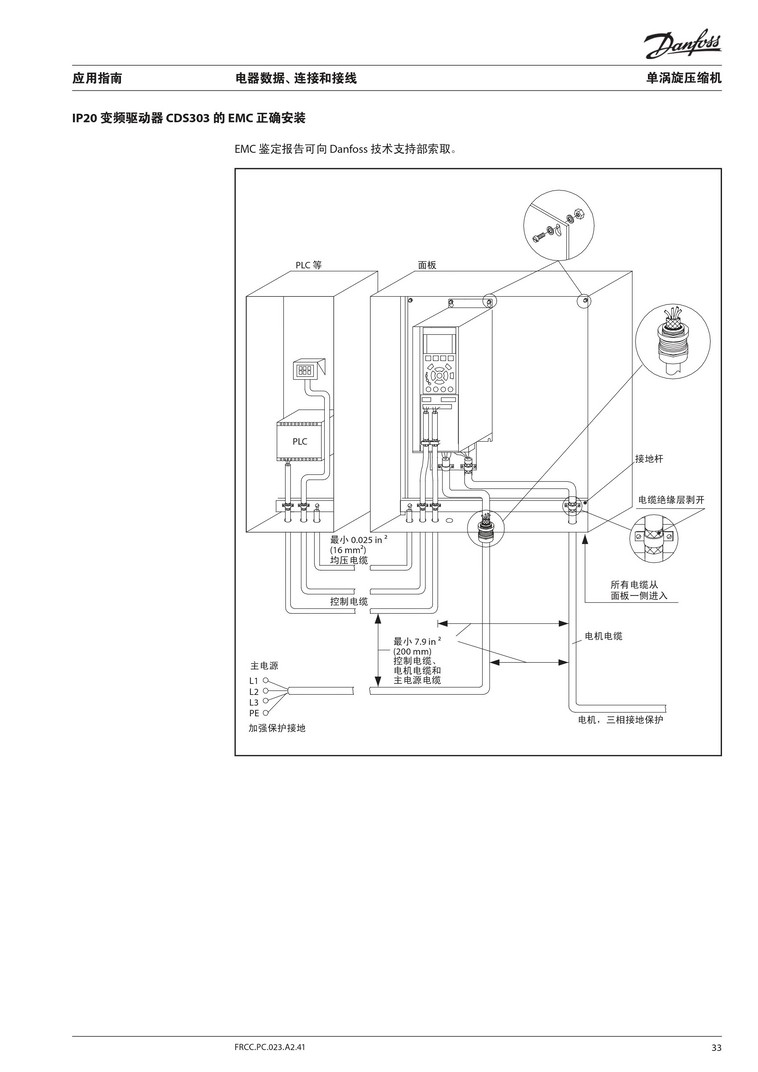 Danfoss
应用指南
电器数据、连接和接线
单涡旋压缩机
IP20 变频驱动器 CDS303 的 EMC 正确安装
EMC 鉴定报告可向 Danfoss 技术支持部索取。
PLC 等
面板
PLC
接地杆
电缆绝缘层剥开
最小 0.025 in ²
(16 mm²)
均压电缆
控制电缆
所有电缆从
面板一侧进入
最小 7.9 in ²
(200 mm)
控制电缆、
电机电缆和
主电源电缆
电机电缆
主电源
L1
L2
L3
PE
加强保护接地
电机，三相接地保护
FRCC.PC.023.A2.41
33